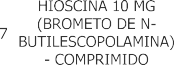 HIOSCINA 10 MG
(BROMETO DE N-
7 BUTILESCOPOLAMINA)
- COMPRIMIDO